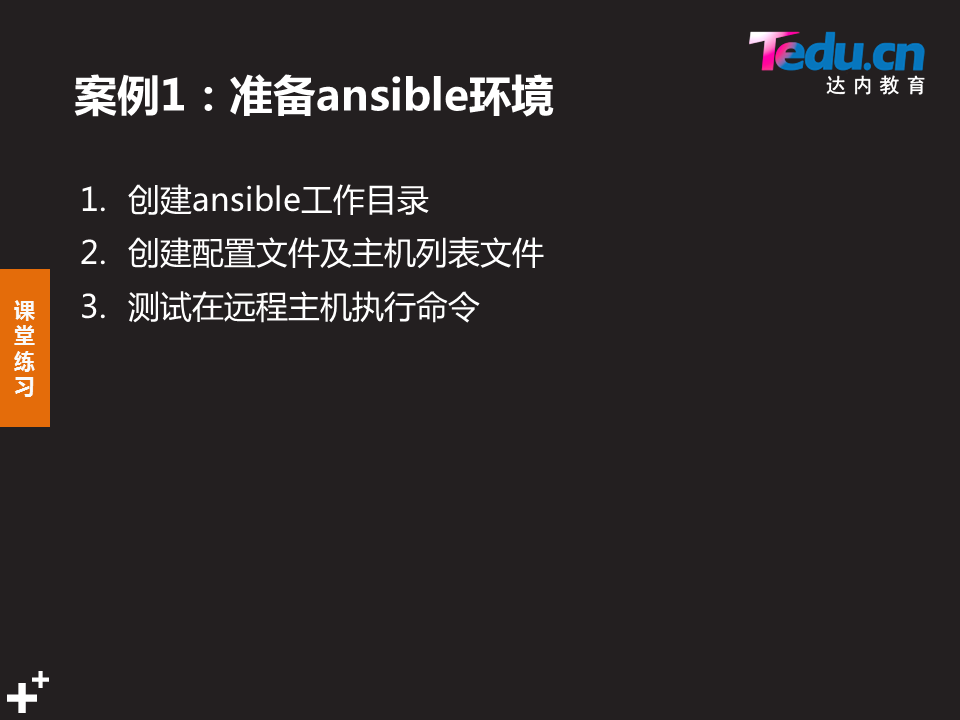 Tedu.cn
达内教育
案例1：准备ansible环境
1. 创建ansible工作目录
2. 创建配置文件及主机列表文件
3. 测试在远程主机执行命令
课
堂
练
习